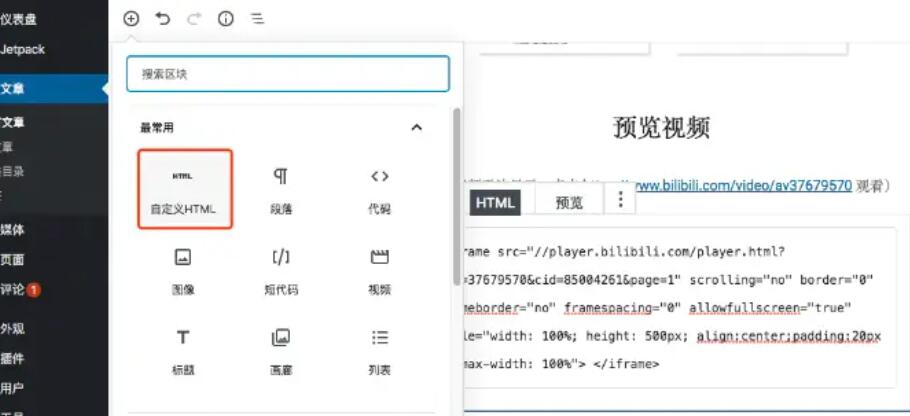 仪表盘
Jetpack
文章
文章
章
目录
媒体
页面
评论 1
外观
插件
用户
工具
搜索区块
最常用
HTML
自定义HTML
段落
代码
图像
短代码
视频
标题
画廊
列表
预览视频
www.bilibili.com/video/av37679570 观看）
HTML
预览
rame src="//player.bilibili.com/player.html?
=37679570&cid=85004261&page=1" scrolling="no" border="0"
meborder="no" framespacing="0" allowfullscreen="true"
le="width: 100%; height: 500px; align:center;padding:20px
max-width: 100%"> </iframe>